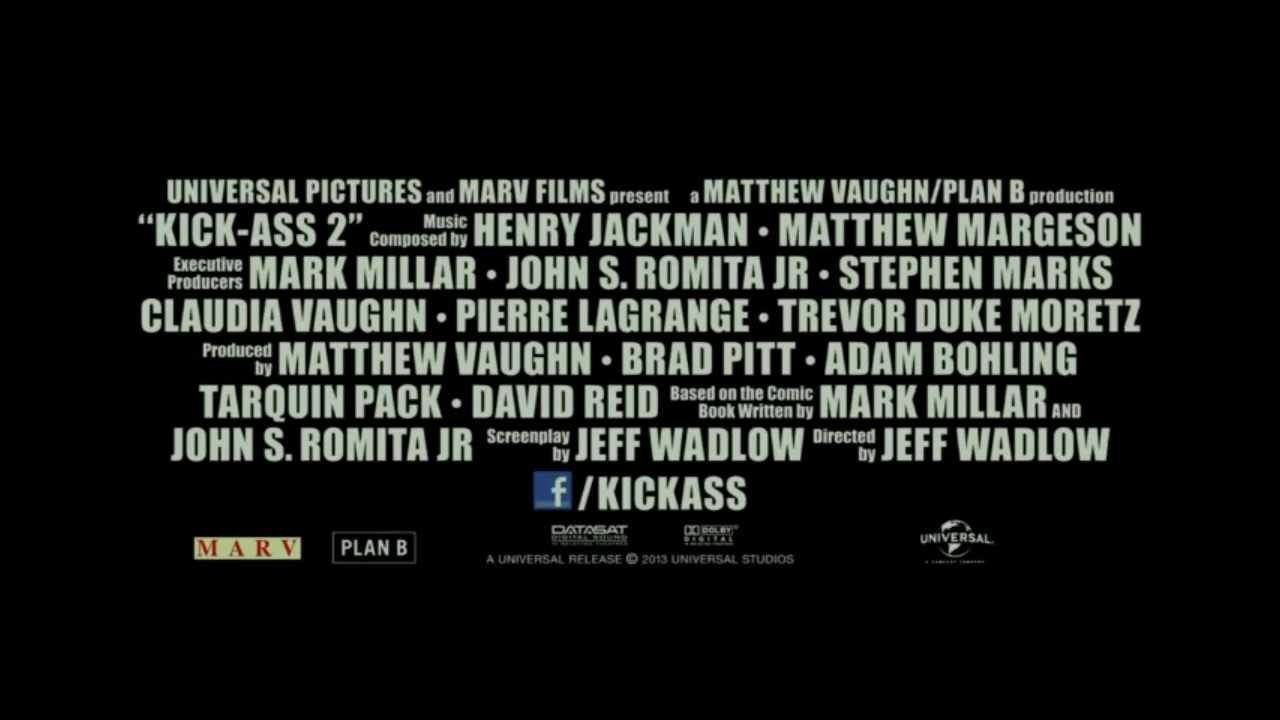 UNIVERSAL PICTURES and MARV FILMS present a MATTHEW VAUGHN/PLAN B production
“KICK-ASS 2” Music Composed by HENRY JACKMAN • MATTHEW MARGESON
Executive Producers MARK MILLAR • JOHN S. ROMITA JR • STEPHEN MARKS
CLAUDIA VAUGHN • PIERRE LAGRANGE • TREVOR DUKE MORETZ
Produced by MATTHEW VAUGHN • BRAD PITT • ADAM BOHLING
TARQUIN PACK • DAVID REID Based on the Comic Book Written by MARK MILLAR AND
JOHN S. ROMITA JR Screenplay by JEFF WADLOW Directed by JEFF WADLOW
f /KICKASS
MARV PLAN B DATASAT DIGITAL SOUND DOLBY DIGITAL UNIVERSAL
A UNIVERSAL RELEASE © 2013 UNIVERSAL STUDIOS